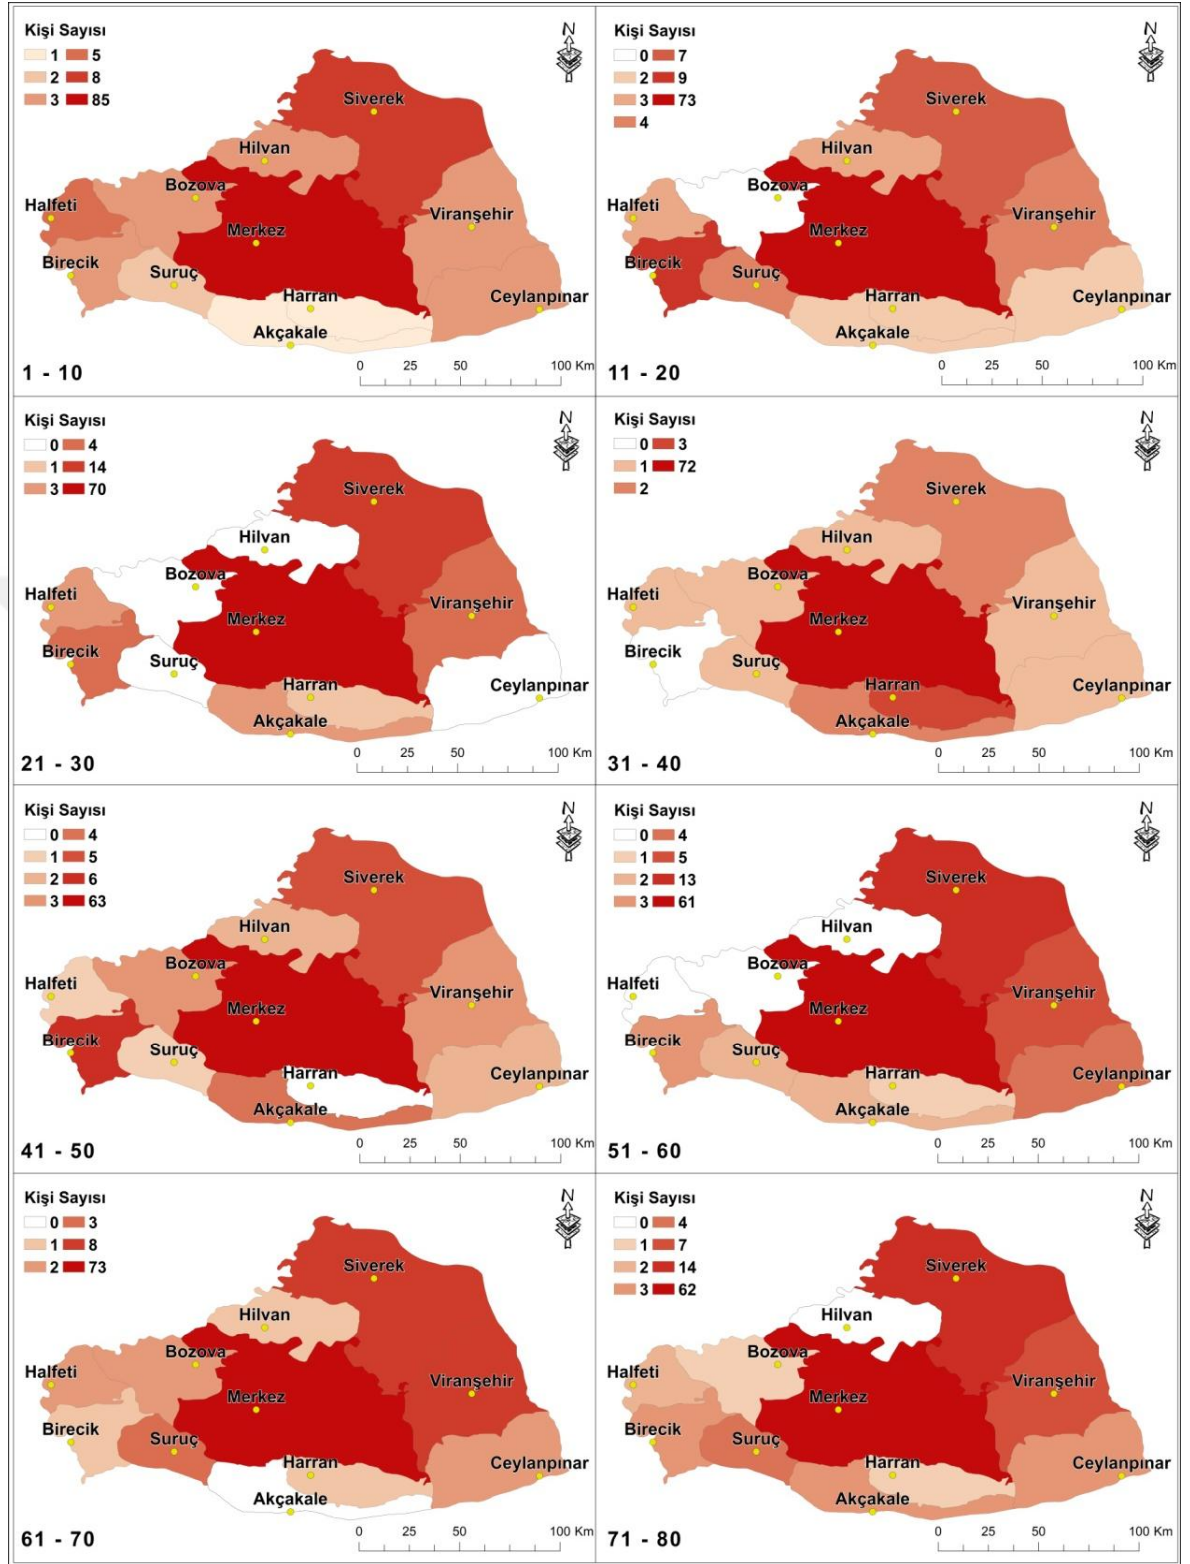 Kişi Sayısı
1 5
2 8
3 85
N
Siverek
Hilvan
Bozova
Halfeti
Viranşehir
Merkez
Birecik
Suruç
Harran
Ceylanpınar
Akçakale
0 25 50 100 Km
1 - 10
Kişi Sayısı
0 7
2 9
3 73
4
N
Siverek
Hilvan
Bozova
Halfeti
Viranşehir
Merkez
Birecik
Suruç
Harran
Ceylanpınar
Akçakale
0 25 50 100 Km
11 - 20
Kişi Sayısı
0 4
1 14
3 70
N
Siverek
Hilvan
Bozova
Halfeti
Viranşehir
Merkez
Birecik
Suruç
Harran
Ceylanpınar
Akçakale
0 25 50 100 Km
21 - 30
Kişi Sayısı
0 3
1 72
2
N
Siverek
Hilvan
Bozova
Halfeti
Viranşehir
Merkez
Birecik
Suruç
Harran
Ceylanpınar
Akçakale
0 25 50 100 Km
31 - 40
Kişi Sayısı
0 4
1 5
2 6
3 63
N
Siverek
Hilvan
Bozova
Halfeti
Viranşehir
Merkez
Birecik
Suruç
Harran
Ceylanpınar
Akçakale
0 25 50 100 Km
41 - 50
Kişi Sayısı
0 4
1 5
2 13
3 61
N
Siverek
Hilvan
Bozova
Halfeti
Viranşehir
Merkez
Birecik
Suruç
Harran
Ceylanpınar
Akçakale
0 25 50 100 Km
51 - 60
Kişi Sayısı
0 3
1 8
2 73
N
Siverek
Hilvan
Bozova
Halfeti
Viranşehir
Merkez
Birecik
Suruç
Harran
Ceylanpınar
Akçakale
0 25 50 100 Km
61 - 70
Kişi Sayısı
0 4
1 7
2 14
3 62
N
Siverek
Hilvan
Bozova
Halfeti
Viranşehir
Merkez
Birecik
Suruç
Harran
Ceylanpınar
Akçakale
0 25 50 100 Km
71 - 80